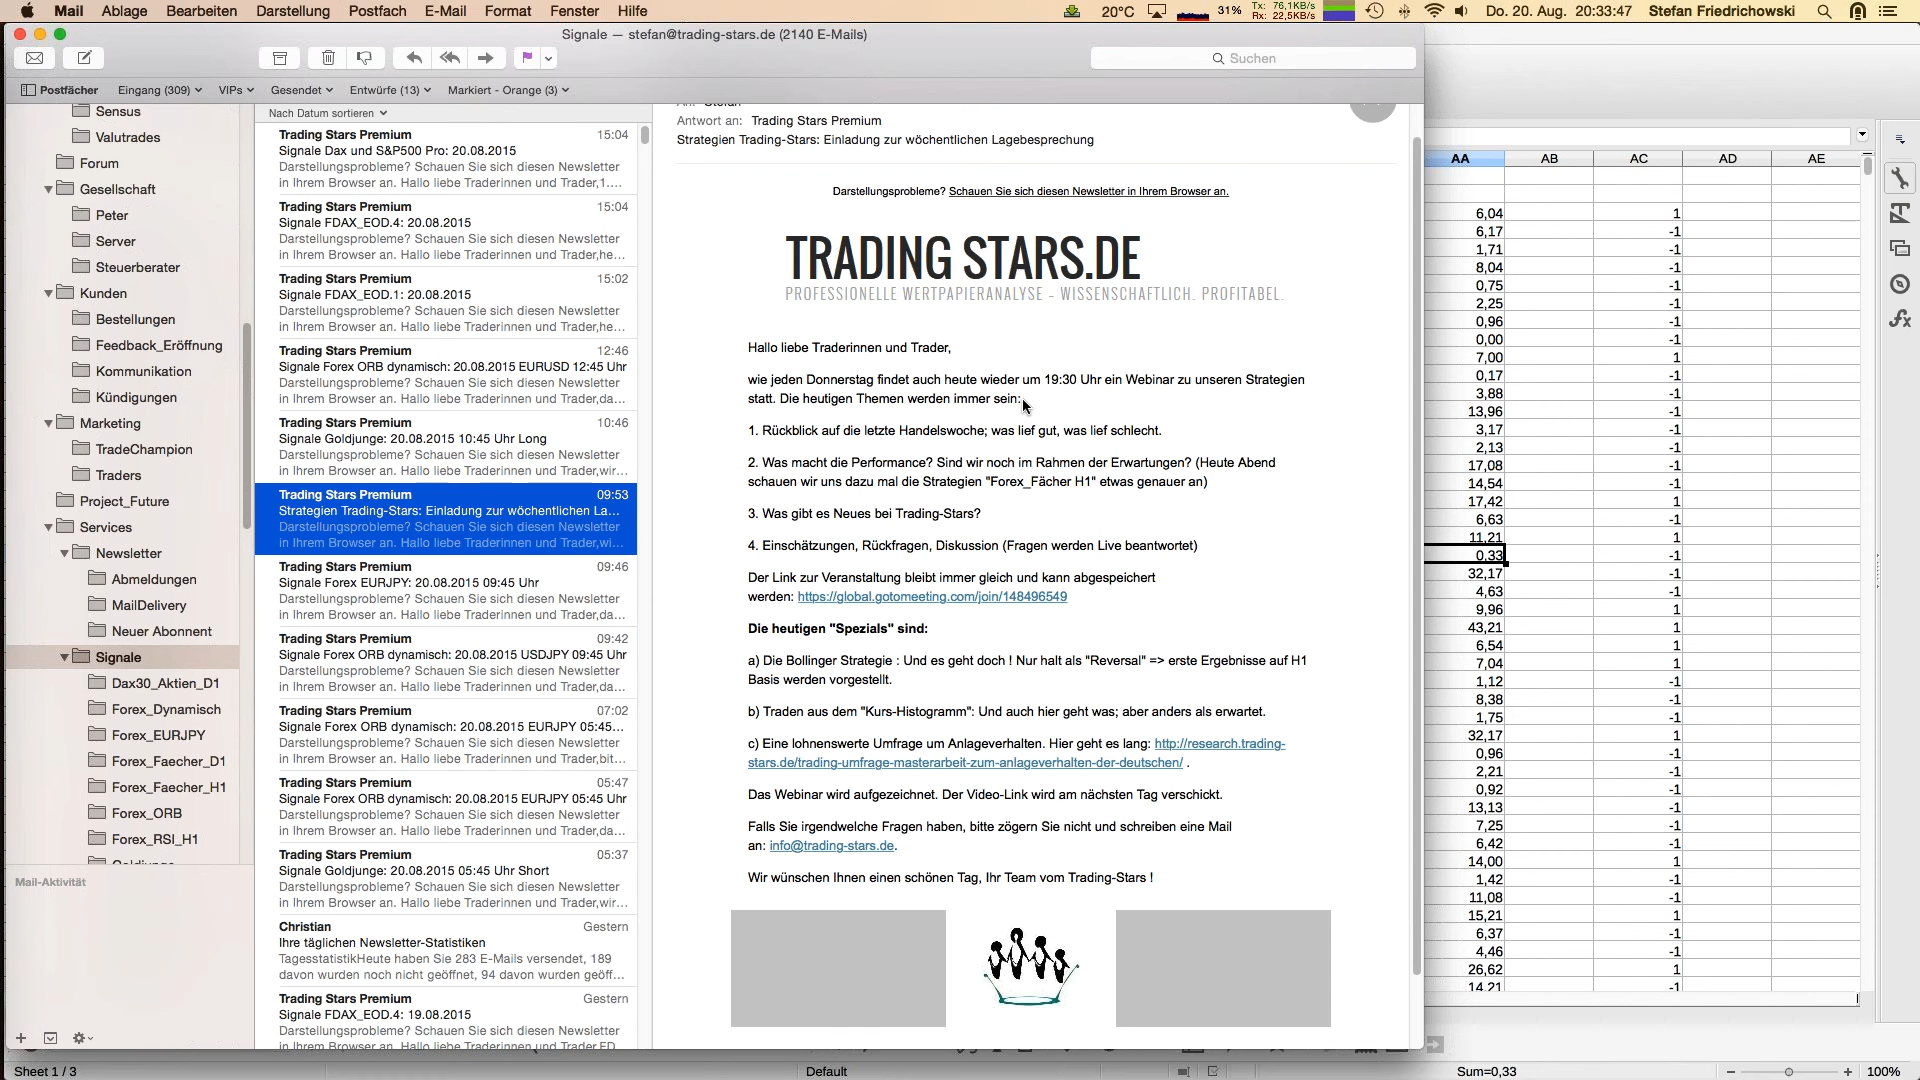 Mail Ablage Bearbeiten Darstellung Postfach E-Mail Format Fenster Hilfe 20°C 31% Tx: 76,1KB/s Rx: 22,5KB/s Do. 20. Aug. 20:33:47 Stefan Friedrichowski
Signale — stefan@trading-stars.de (2140 E-Mails)
Suchen
Postfächer Eingang (309) VIPs Gesendet Entwürfe (13) Markiert - Orange (3)
Sensus
Valutrades
Forum
Gesellschaft
Peter
Server
Steuerberater
Kunden
Bestellungen
Feedback_Eröffnung
Kommunikation
Kündigungen
Marketing
TradeChampion
Traders
Project_Future
Services
Newsletter
Abmeldungen
MailDelivery
Neuer Abonnent
Signale
Dax30_Aktien_D1
Forex_Dynamisch
Forex_EURJPY
Forex_Faecher_D1
Forex_Faecher_H1
Forex_ORB
Forex_RSI_H1
Mail-Aktivität
Nach Datum sortieren
Trading Stars Premium 15:04
Signale Dax und S&P500 Pro: 20.08.2015
Darstellungsprobleme? Schauen Sie sich diesen Newsletter
in Ihrem Browser an. Hallo liebe Traderinnen und Trader,1....
Trading Stars Premium 15:04
Signale FDAX_EOD.4: 20.08.2015
Darstellungsprobleme? Schauen Sie sich diesen Newsletter
in Ihrem Browser an. Hallo liebe Traderinnen und Trader,he...
Trading Stars Premium 15:02
Signale FDAX_EOD.1: 20.08.2015
Darstellungsprobleme? Schauen Sie sich diesen Newsletter
in Ihrem Browser an. Hallo liebe Traderinnen und Trader,he...
Trading Stars Premium 12:46
Signale Forex ORB dynamisch: 20.08.2015 EURUSD 12:45 Uhr
Darstellungsprobleme? Schauen Sie sich diesen Newsletter
in Ihrem Browser an. Hallo liebe Traderinnen und Trader,da...
Trading Stars Premium 10:46
Signale Goldjunge: 20.08.2015 10:45 Uhr Long
Darstellungsprobleme? Schauen Sie sich diesen Newsletter
in Ihrem Browser an. Hallo liebe Traderinnen und Trader,wir...
Trading Stars Premium 09:53
Strategien Trading-Stars: Einladung zur wöchentlichen La...
Darstellungsprobleme? Schauen Sie sich diesen Newsletter
in Ihrem Browser an. Hallo liebe Traderinnen und Trader,wi...
Trading Stars Premium 09:46
Signale Forex EURJPY: 20.08.2015 09:45 Uhr
Darstellungsprobleme? Schauen Sie sich diesen Newsletter
in Ihrem Browser an. Hallo liebe Traderinnen und Trader,da...
Trading Stars Premium 09:42
Signale Forex ORB dynamisch: 20.08.2015 USDJPY 09:45 Uhr
Darstellungsprobleme? Schauen Sie sich diesen Newsletter
in Ihrem Browser an. Hallo liebe Traderinnen und Trader,da...
Trading Stars Premium 07:02
Signale Forex ORB dynamisch: 20.08.2015 EURJPY 05:45...
Darstellungsprobleme? Schauen Sie sich diesen Newsletter
in Ihrem Browser an. Hallo liebe Traderinnen und Trader,bit...
Trading Stars Premium 05:47
Signale Forex ORB dynamisch: 20.08.2015 EURJPY 05:45 Uhr
Darstellungsprobleme? Schauen Sie sich diesen Newsletter
in Ihrem Browser an. Hallo liebe Traderinnen und Trader,da...
Trading Stars Premium 05:37
Signale Goldjunge: 20.08.2015 05:45 Uhr Short
Darstellungsprobleme? Schauen Sie sich diesen Newsletter
in Ihrem Browser an. Hallo liebe Traderinnen und Trader,wir...
Christian Gestern
Ihre täglichen Newsletter-Statistiken
TagesstatistikHeute haben Sie 283 E-Mails versendet, 189
davon wurden noch nicht geöffnet, 94 davon wurden geöff...
Trading Stars Premium Gestern
Signale FDAX_EOD.4: 19.08.2015
Darstellungsprobleme? Schauen Sie sich diesen Newsletter
in Ihrem Browser an. Hallo liebe Traderinnen und Trader,FD...
Antwort an: Trading Stars Premium
Strategien Trading-Stars: Einladung zur wöchentlichen Lagebesprechung
Darstellungsprobleme? Schauen Sie sich diesen Newsletter in Ihrem Browser an.
TRADING STARS.DE
PROFESSIONELLE WERTPAPIERANALYSE - WISSENSCHAFTLICH. PROFITABEL.
Hallo liebe Traderinnen und Trader,
wie jeden Donnerstag findet auch heute wieder um 19:30 Uhr ein Webinar zu unseren Strategien
statt. Die heutigen Themen werden immer sein:
1. Rückblick auf die letzte Handelswoche; was lief gut, was lief schlecht.
2. Was macht die Performance? Sind wir noch im Rahmen der Erwartungen? (Heute Abend
schauen wir uns dazu mal die Strategien "Forex_Fächer H1" etwas genauer an)
3. Was gibt es Neues bei Trading-Stars?
4. Einschätzungen, Rückfragen, Diskussion (Fragen werden Live beantwortet)
Der Link zur Veranstaltung bleibt immer gleich und kann abgespeichert
werden: https://global.gotomeeting.com/join/148496549
Die heutigen "Spezials" sind:
a) Die Bollinger Strategie : Und es geht doch ! Nur halt als "Reversal" => erste Ergebnisse auf H1
Basis werden vorgestellt.
b) Traden aus dem "Kurs-Histogramm": Und auch hier geht was; aber anders als erwartet.
c) Eine lohnenswerte Umfrage um Anlageverhalten. Hier geht es lang: http://research.trading-
stars.de/trading-umfrage-masterarbeit-zum-anlageverhalten-der-deutschen/ .
Das Webinar wird aufgezeichnet. Der Video-Link wird am nächsten Tag verschickt.
Falls Sie irgendwelche Fragen haben, bitte zögern Sie nicht und schreiben eine Mail
an: info@trading-stars.de.
Wir wünschen Ihnen einen schönen Tag, Ihr Team vom Trading-Stars !
AA AB AC AD AE
6,04 1
6,17 -1
1,71 -1
8,04 -1
0,75 -1
2,25 -1
0,96 -1
0,00 -1
7,00 1
0,17 -1
3,88 -1
13,96 -1
3,17 -1
2,13 -1
17,08 -1
14,54 -1
17,42 1
6,63 -1
11,21 1
0,33 -1
32,17 -1
4,63 -1
9,96 1
43,21 1
6,54 1
7,04 1
1,12 -1
8,38 -1
1,75 -1
32,17 1
0,96 -1
2,21 -1
0,92 -1
13,13 -1
7,25 -1
6,42 -1
14,00 1
1,42 -1
11,08 -1
15,21 1
6,37 -1
4,46 -1
26,62 1
14,21 -1
Sheet 1 / 3 Default Sum=0,33 100%